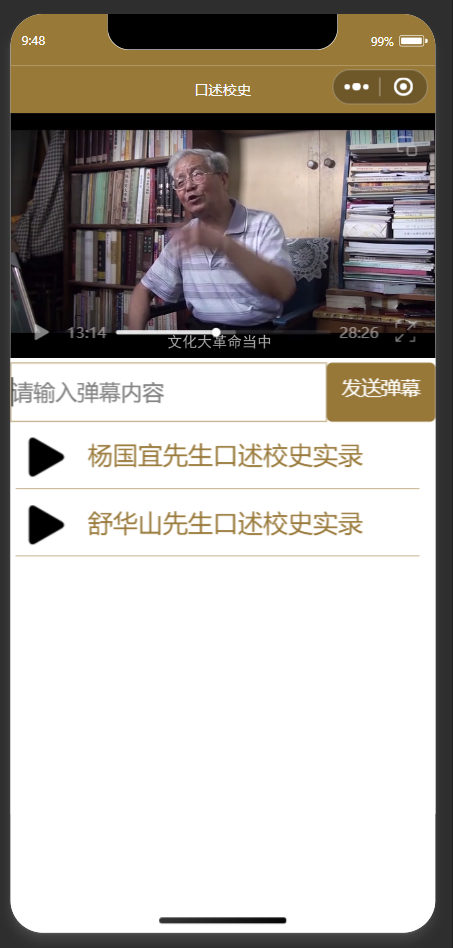 9:48
99%
口述校史
13:14
28:26
文化大革命当中
请输入弹幕内容
发送弹幕
杨国宜先生口述校史实录
舒华山先生口述校史实录